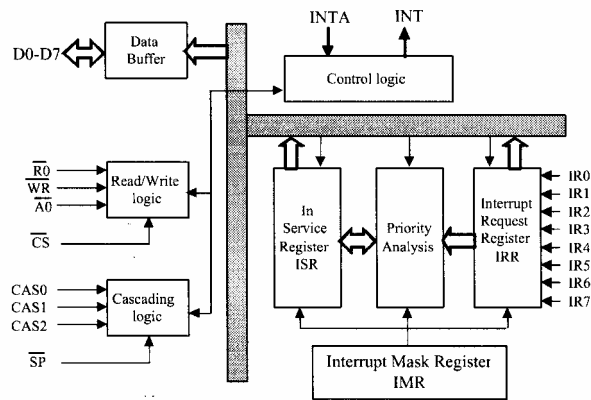 INTA INT
D0-D7
Data
Buffer
Control logic
R0
WR
A0
Read/Write
logic
CS
In
Service
Register
ISR
Priority
Analysis
Interrupt
Request
Register
IRR
IR0
IR1
IR2
IR3
IR4
IR5
IR6
IR7
CAS0
CAS1
CAS2
Cascading
logic
SP
Interrupt Mask Register
IMR